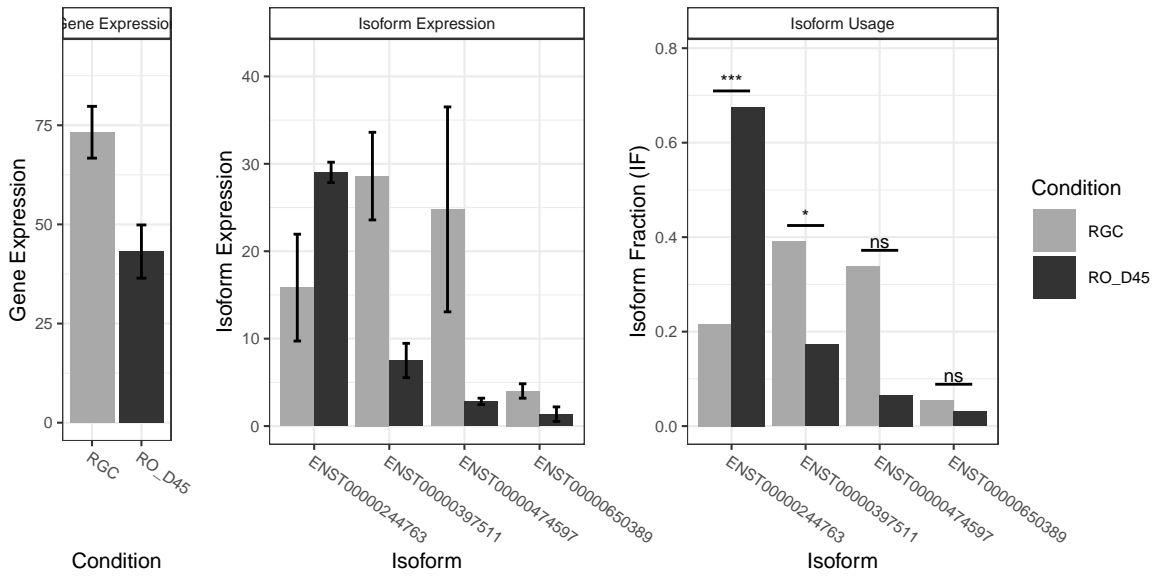 Gene Expression
Isoform Expression
Isoform Usage
Gene Expression
75
50
25
0
RGC
RO_D45
Condition
Isoform Expression
40
30
20
10
0
ENST00000244763
ENST00000397511
ENST00000474597
ENST00000650389
Isoform
Isoform Fraction (IF)
0.8
0.6
0.4
0.2
0.0
***
*
ns
ns
ENST00000244763
ENST00000397511
ENST00000474597
ENST00000650389
Isoform
Condition
RGC
RO_D45